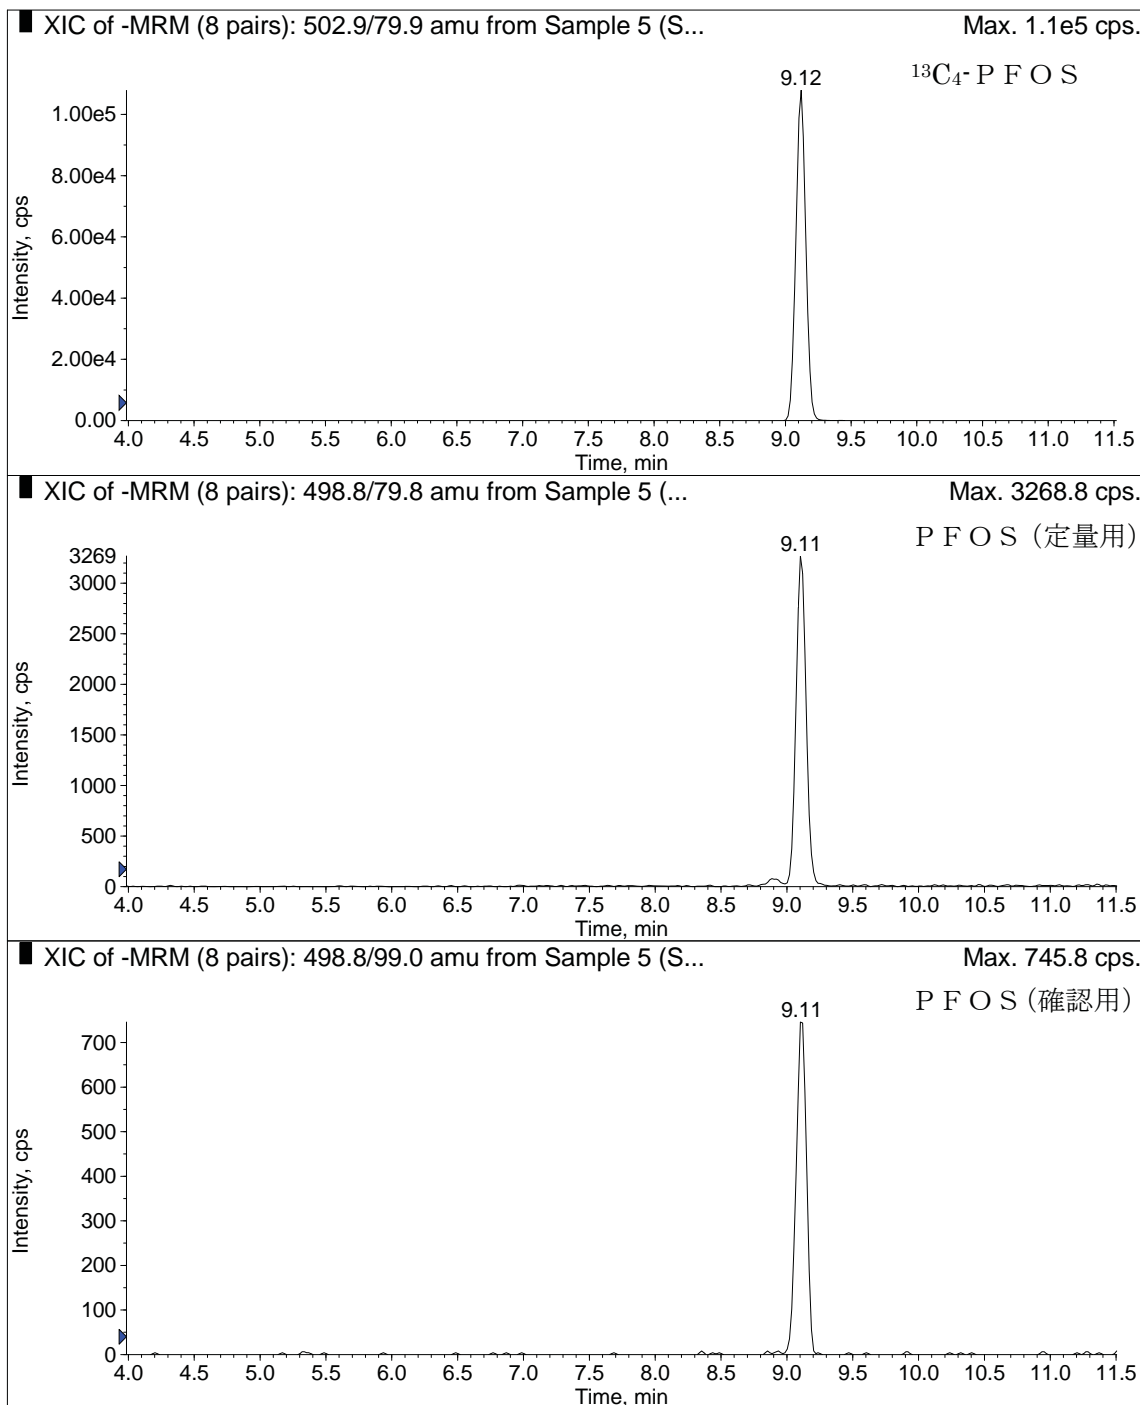 XIC of -MRM (8 pairs): 502.9/79.9 amu from Sample 5 (S... Max. 1.1e5 cps.
¹³C₄-ＰＦＯＳ
9.12
1.00e5
8.00e4
6.00e4
4.00e4
2.00e4
0.00
Intensity, cps
4.0 4.5 5.0 5.5 6.0 6.5 7.0 7.5 8.0 8.5 9.0 9.5 10.0 10.5 11.0 11.5
Time, min
XIC of -MRM (8 pairs): 498.8/79.8 amu from Sample 5 (... Max. 3268.8 cps.
ＰＦＯＳ(定量用)
9.11
3269
3000
2500
2000
1500
1000
500
0
Intensity, cps
4.0 4.5 5.0 5.5 6.0 6.5 7.0 7.5 8.0 8.5 9.0 9.5 10.0 10.5 11.0 11.5
Time, min
XIC of -MRM (8 pairs): 498.8/99.0 amu from Sample 5 (S... Max. 745.8 cps.
ＰＦＯＳ(確認用)
9.11
700
600
500
400
300
200
100
0
Intensity, cps
4.0 4.5 5.0 5.5 6.0 6.5 7.0 7.5 8.0 8.5 9.0 9.5 10.0 10.5 11.0 11.5
Time, min